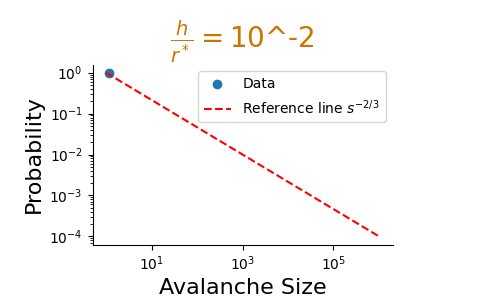 h/r* = 10^-2
10^0
Data
Reference line s^{-2/3}
10^-1
10^-2
10^-3
10^-4
Probability
10^1 10^3 10^5
Avalanche Size